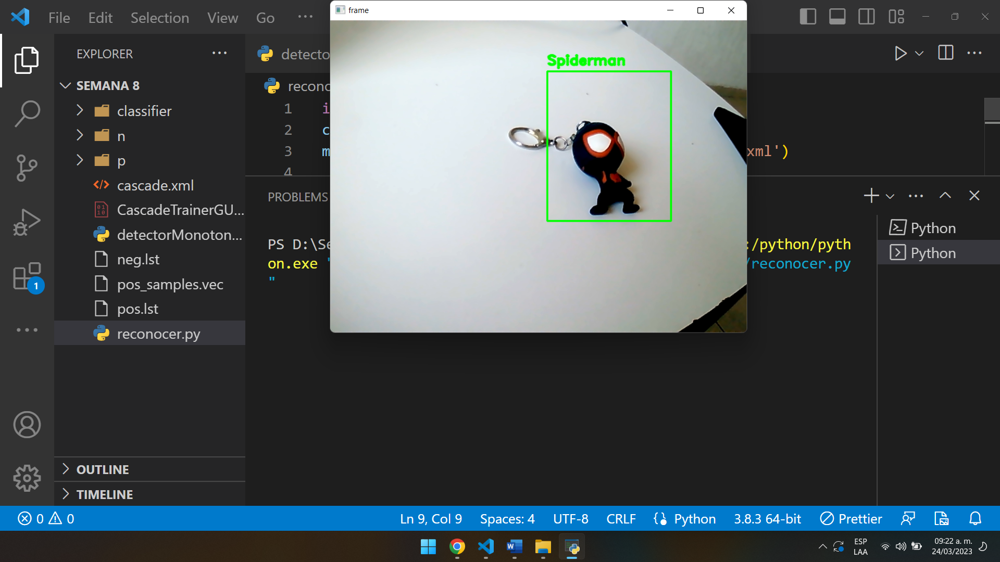 File Edit Selection View Go ...
frame
EXPLORER
SEMANA 8
classifier
n
p
cascade.xml
CascadeTrainerGU...
detectorMonoton...
neg.lst
pos_samples.vec
pos.lst
reconocer.py
OUTLINE
TIMELINE
detecto
recono
1 i
2 c
3 m xml')
4
Spiderman
PROBLEMS
PS D:\Se :/python/pyth
on.exe " /reconocer.py
"
Python
Python
1
0 0
Ln 9, Col 9 Spaces: 4 UTF-8 CRLF Python 3.8.3 64-bit Prettier
ESP
LAA
09:22 a. m.
24/03/2023